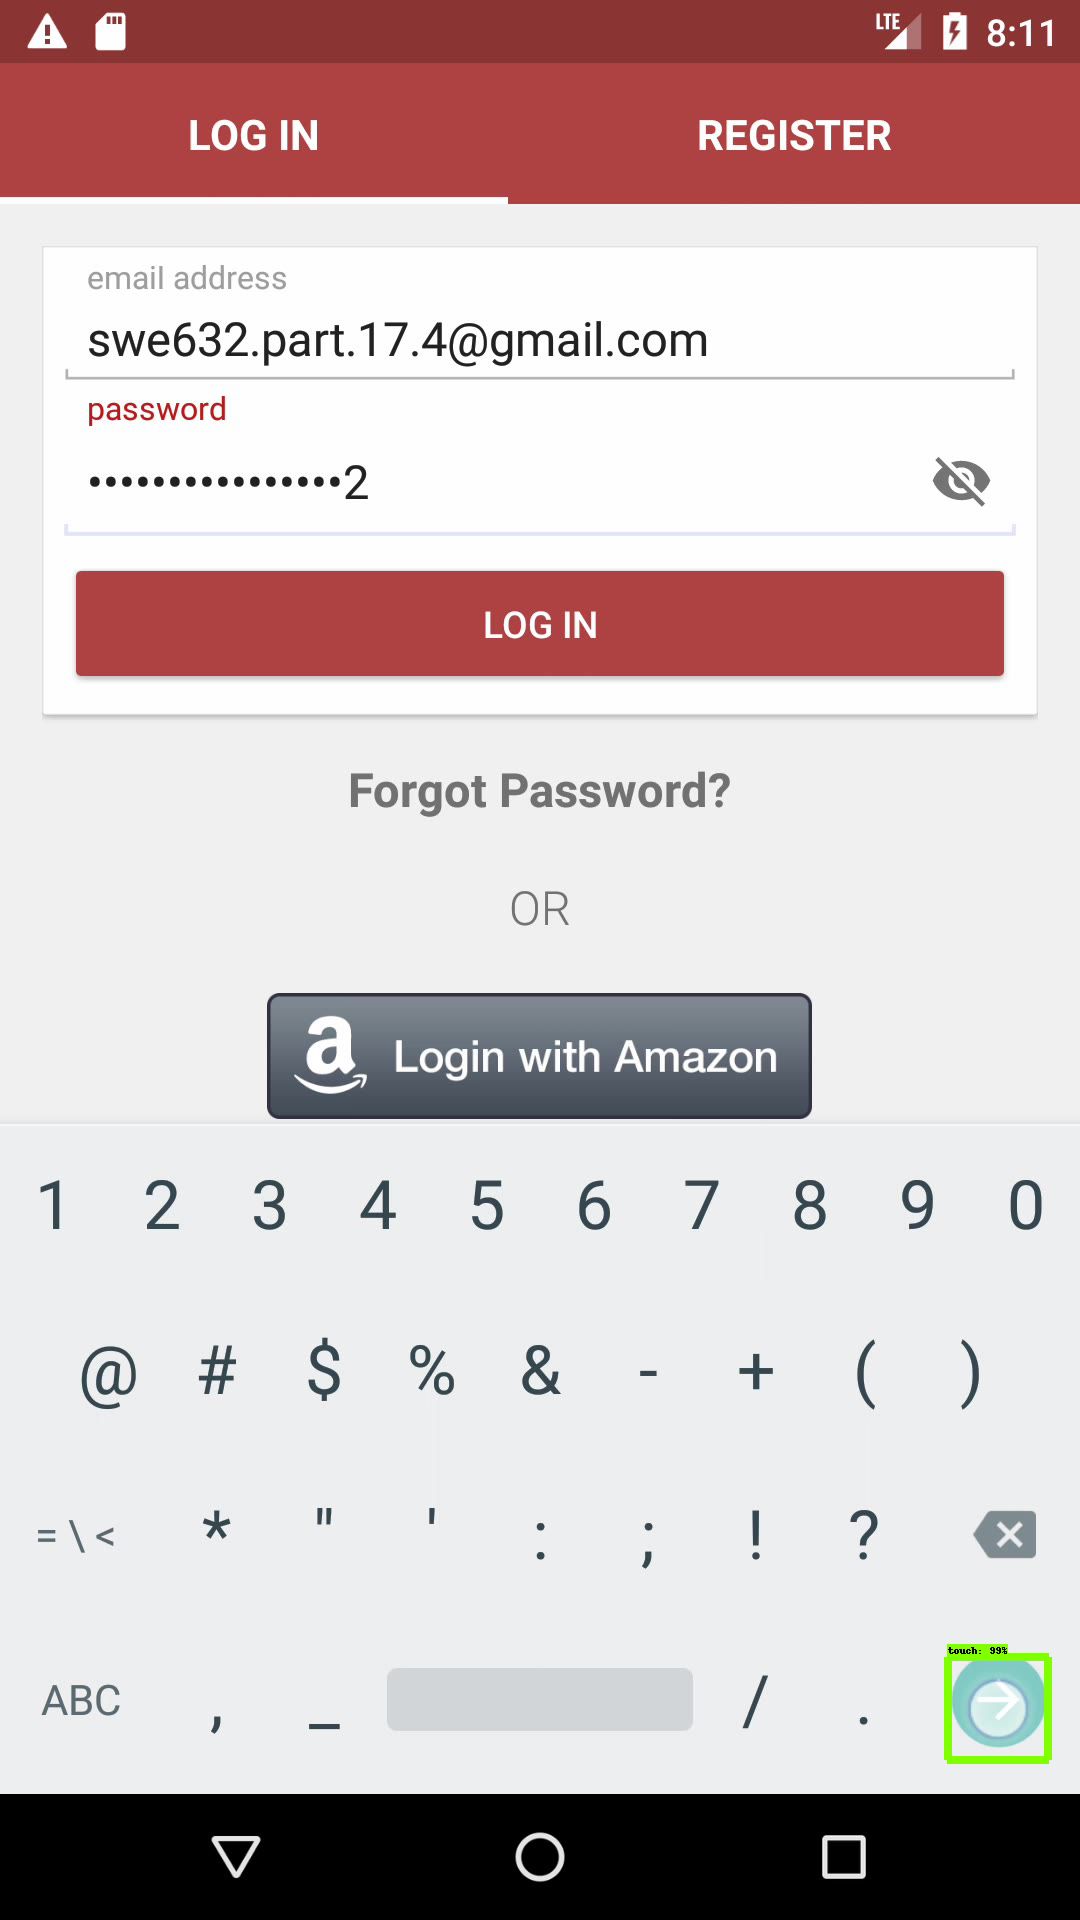 LTE 8:11
LOG IN REGISTER
email address
swe632.part.17.4@gmail.com
password
••••••••••••••••2
LOG IN
Forgot Password?
OR
a Login with Amazon
1 2 3 4 5 6 7 8 9 0
@ # $ % & - + ( )
= \ < * " ' : ; ! ?
touch: 99%
ABC , _ / .